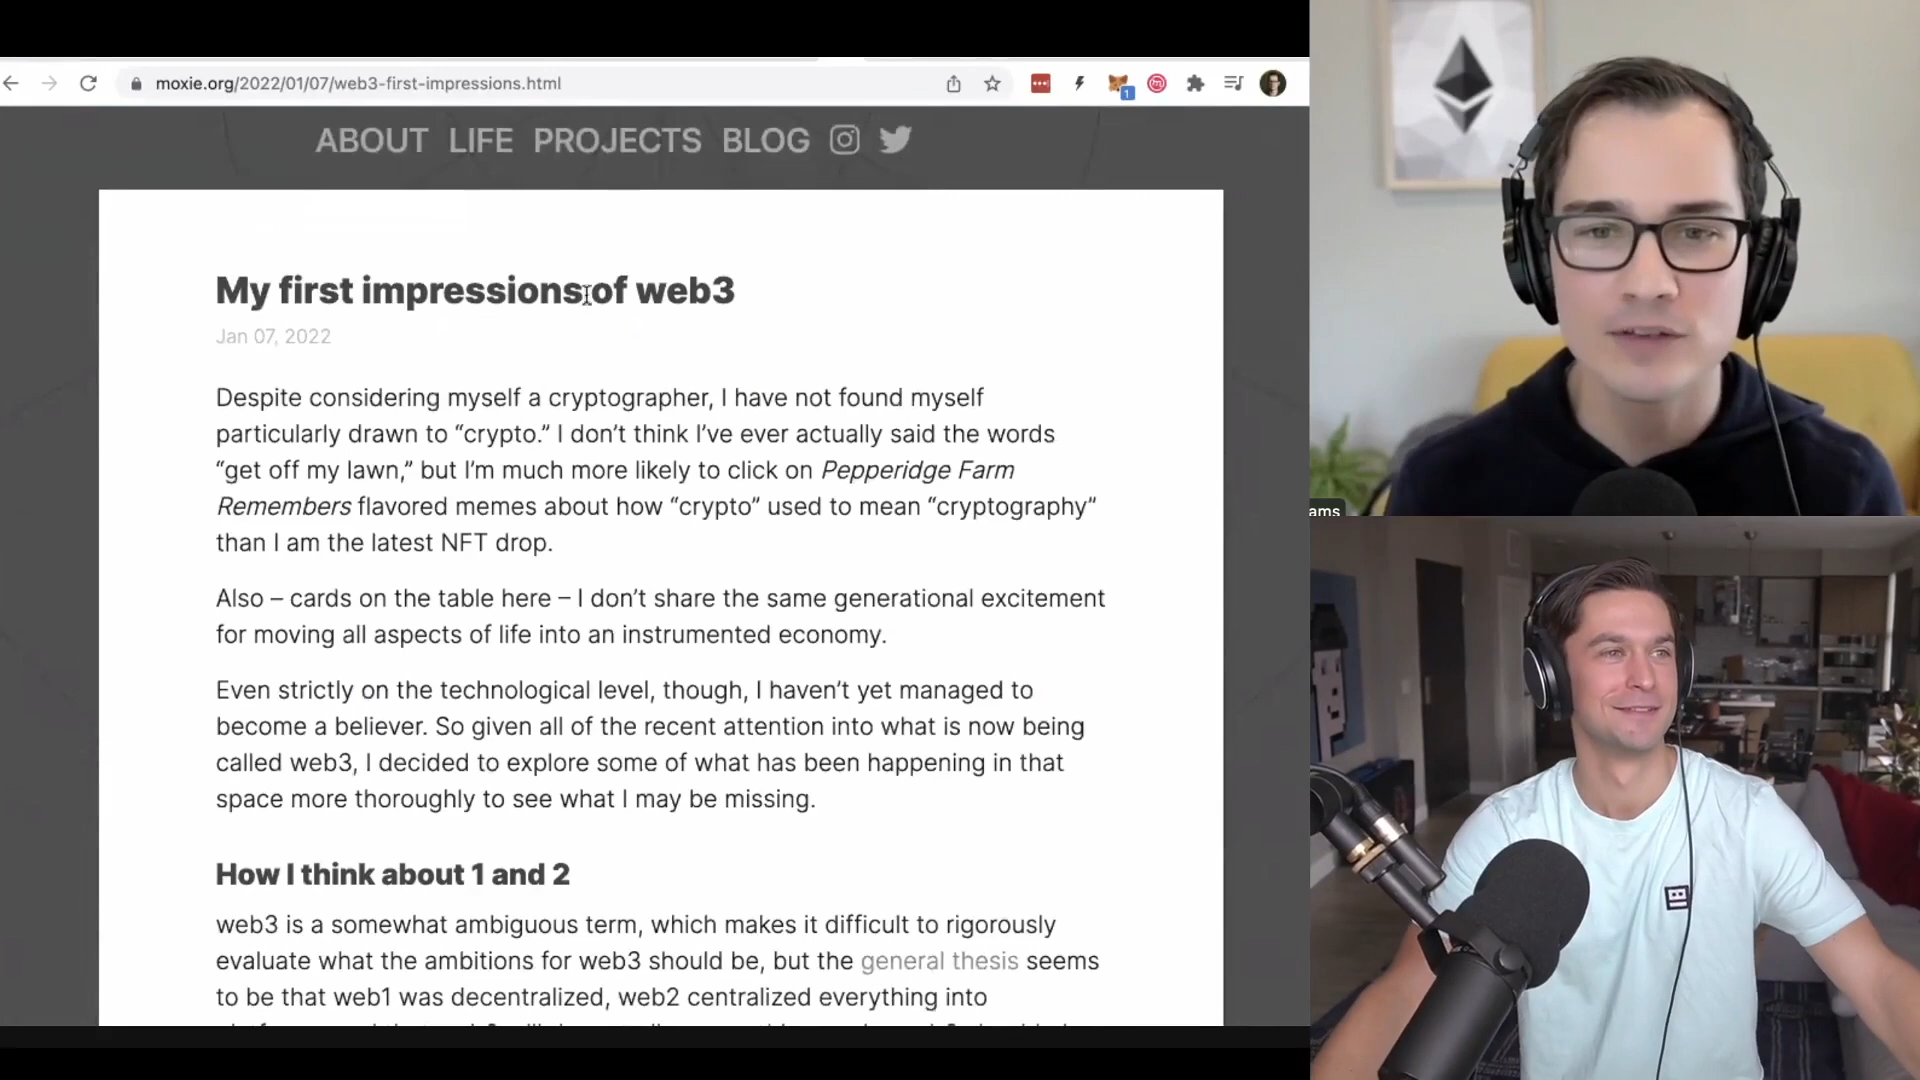 moxie.org/2022/01/07/web3-first-impressions.html
1
ABOUT LIFE PROJECTS BLOG
My first impressions of web3
Jan 07, 2022
Despite considering myself a cryptographer, I have not found myself
particularly drawn to “crypto.” I don’t think I’ve ever actually said the words
“get off my lawn,” but I’m much more likely to click on Pepperidge Farm
Remembers flavored memes about how “crypto” used to mean “cryptography”
than I am the latest NFT drop.
Also – cards on the table here – I don’t share the same generational excitement
for moving all aspects of life into an instrumented economy.
Even strictly on the technological level, though, I haven’t yet managed to
become a believer. So given all of the recent attention into what is now being
called web3, I decided to explore some of what has been happening in that
space more thoroughly to see what I may be missing.
How I think about 1 and 2
web3 is a somewhat ambiguous term, which makes it difficult to rigorously
evaluate what the ambitions for web3 should be, but the general thesis seems
to be that web1 was decentralized, web2 centralized everything into
ams